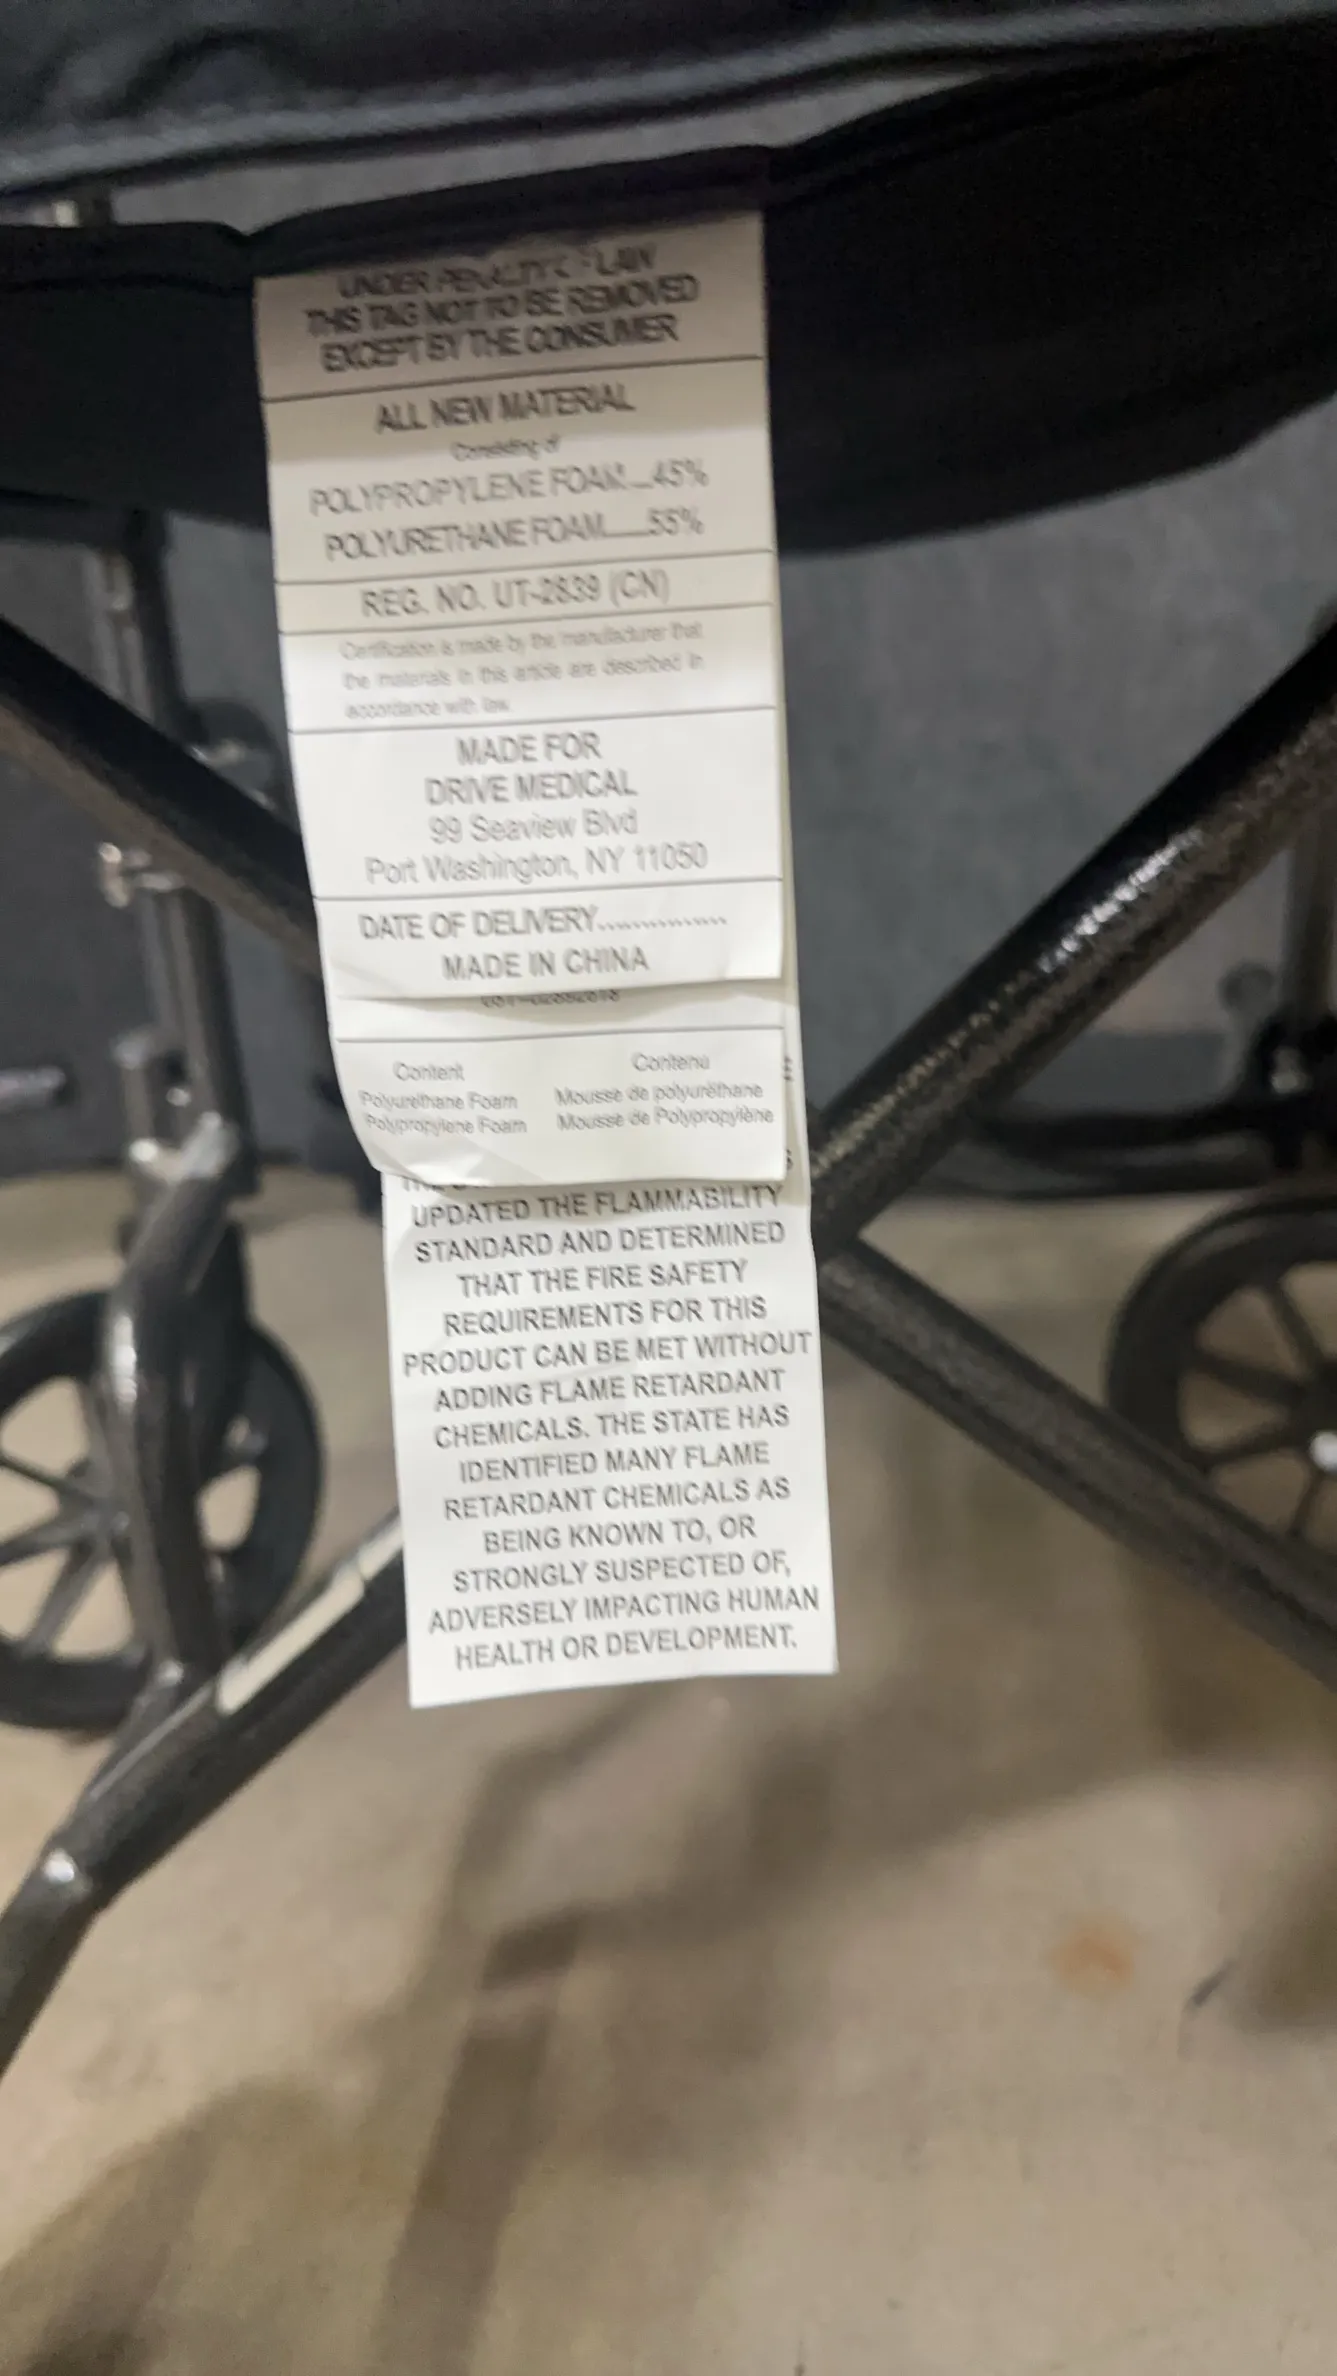 UNDER PENALTY OF LAW
THIS TAG NOT TO BE REMOVED
EXCEPT BY THE CONSUMER
ALL NEW MATERIAL
Consisting of
POLYPROPYLENE FOAM....45%
POLYURETHANE FOAM......55%
REG. NO. UT-2839 (CN)
Certification is made by the manufacturer that
the materials in this article are described in
accordance with law.
MADE FOR
DRIVE MEDICAL
99 Seaview Blvd
Port Washington, NY 11050
DATE OF DELIVERY................
MADE IN CHINA
Content Contenu
Polyurethane Foam Mousse de polyuréthane
Polypropylene Foam Mousse de Polypropylène
UPDATED THE FLAMMABILITY
STANDARD AND DETERMINED
THAT THE FIRE SAFETY
REQUIREMENTS FOR THIS
PRODUCT CAN BE MET WITHOUT
ADDING FLAME RETARDANT
CHEMICALS. THE STATE HAS
IDENTIFIED MANY FLAME
RETARDANT CHEMICALS AS
BEING KNOWN TO, OR
STRONGLY SUSPECTED OF,
ADVERSELY IMPACTING HUMAN
HEALTH OR DEVELOPMENT.